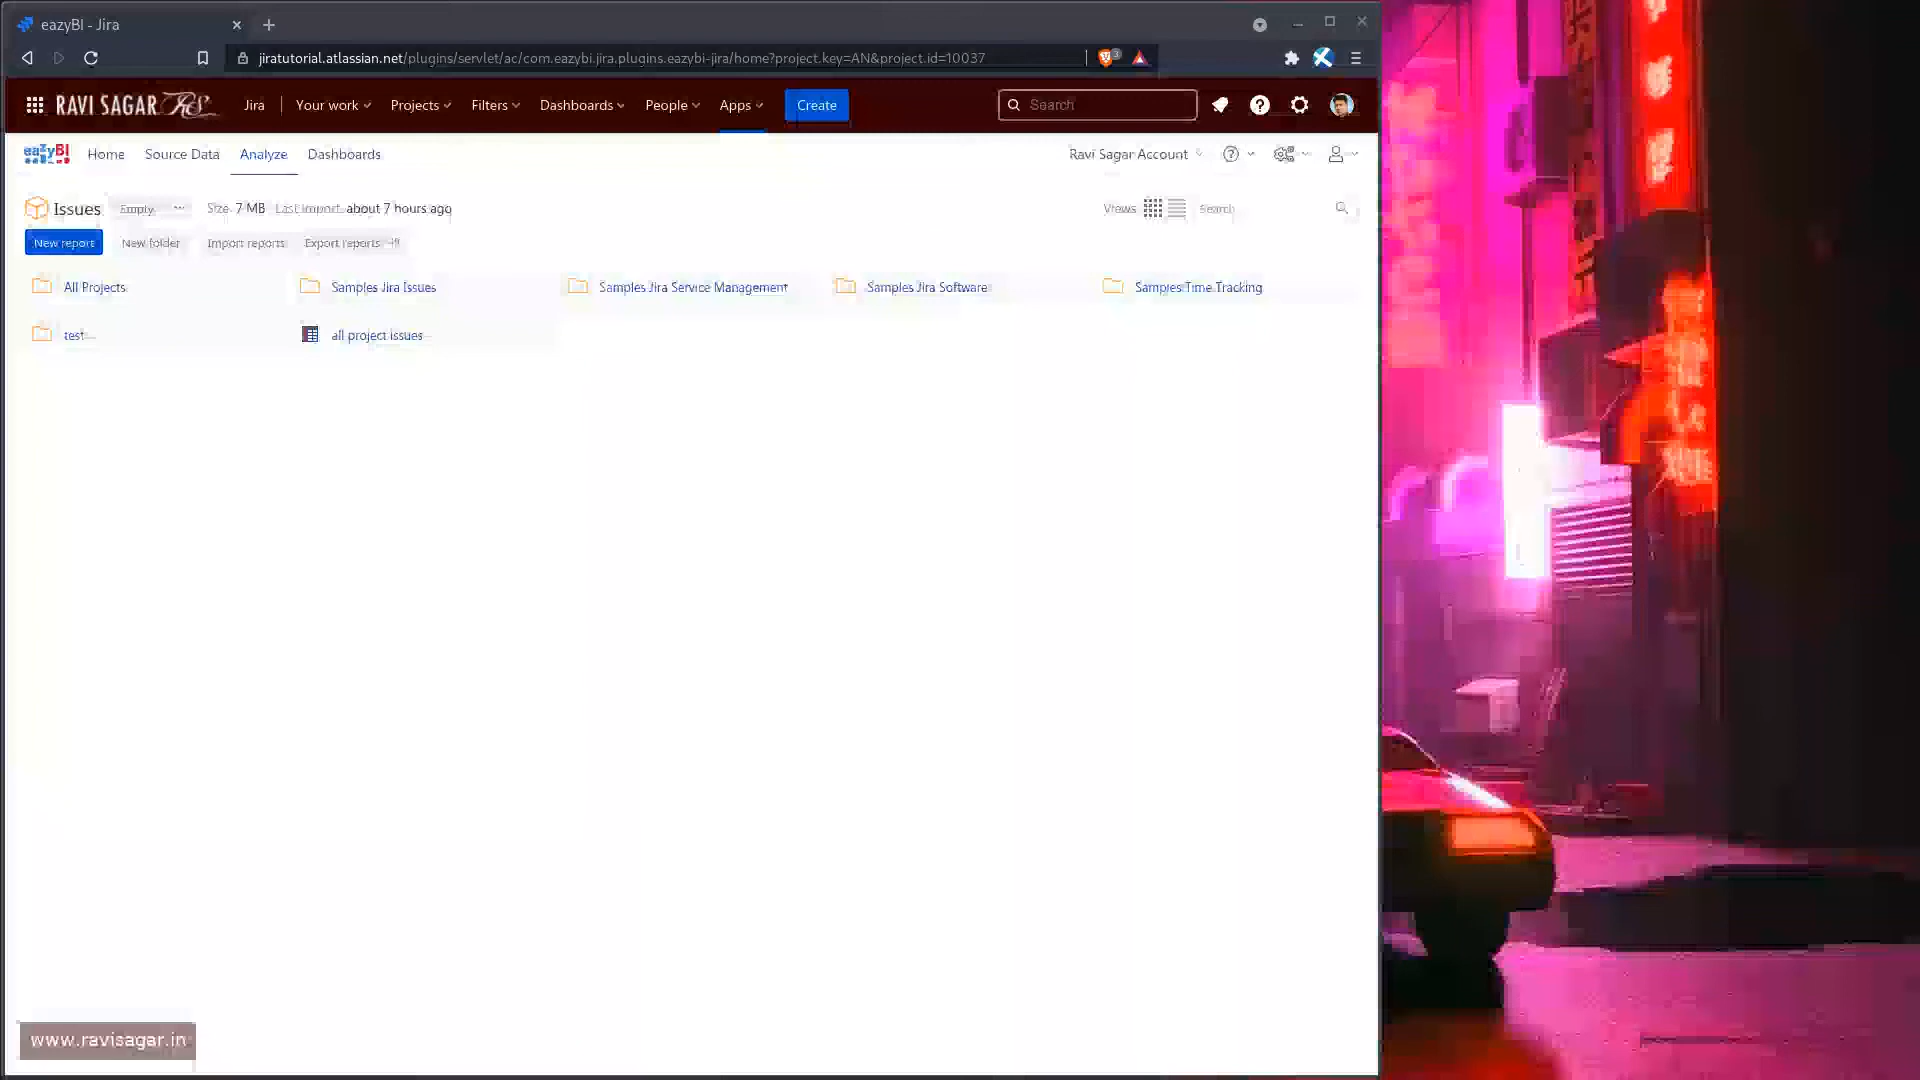 eazyBI - Jira
jiratutorial.atlassian.net/plugins/servlet/ac/com.eazybi.jira.plugins.eazybi-jira/home?project.key=AN&project.id=10037
RAVI SAGAR Jira Your work Projects Filters Dashboards People Apps Create Search
eazyBI Home Source Data Analyze Dashboards Ravi Sagar Account
Issues Empty Size 7 MB Last import about 7 hours ago Views Search
New report New folder Import reports Export reports
All Projects Samples Jira Issues Samples Jira Service Management Samples Jira Software Samples Time Tracking
test all project issues
www.ravisagar.in